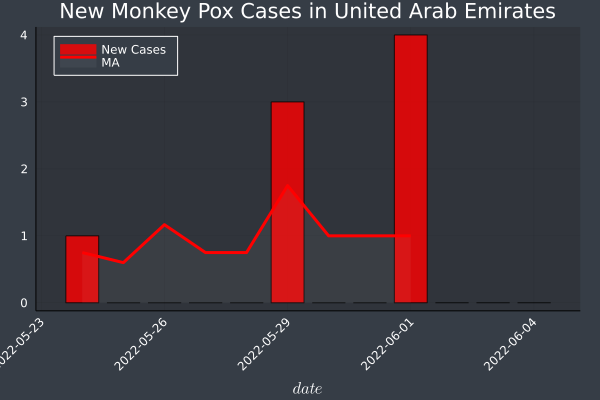 New Monkey Pox Cases in United Arab Emirates
New Cases
MA
4
3
2
1
0
2022-05-23
2022-05-26
2022-05-29
2022-06-01
2022-06-04
date